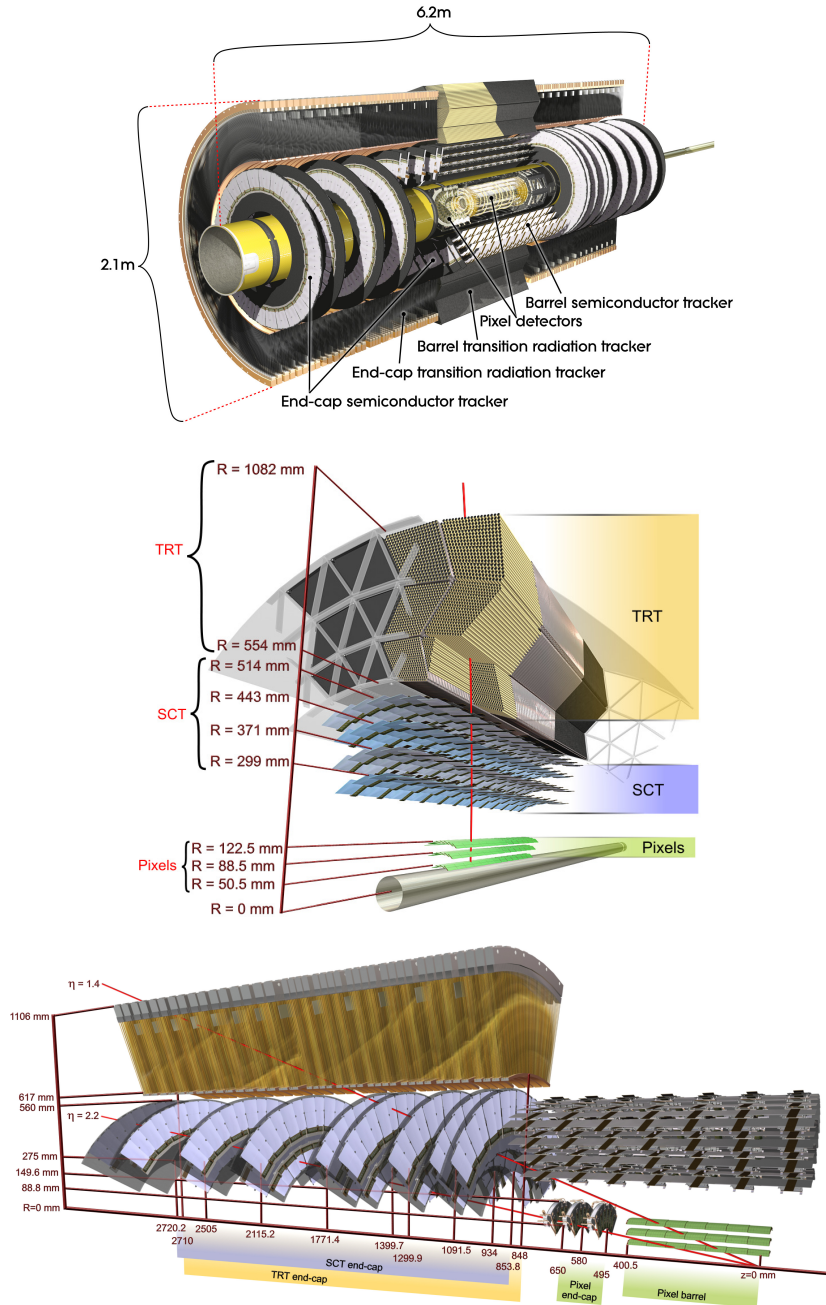 6.2m
2.1m
Barrel semiconductor tracker
Pixel detectors
Barrel transition radiation tracker
End-cap transition radiation tracker
End-cap semiconductor tracker
R = 1082 mm
TRT
TRT
R = 554 mm
R = 514 mm
R = 443 mm
SCT
R = 371 mm
R = 299 mm
SCT
R = 122.5 mm
Pixels
Pixels
R = 88.5 mm
R = 50.5 mm
R = 0 mm
η = 1.4
1106 mm
617 mm
560 mm
η = 2.2
275 mm
149.6 mm
88.8 mm
R=0 mm
2720.2
2710
2505
2115.2
1771.4
1399.7
1299.9
1091.5
934
853.8
848
650
580
495
400.5
z=0 mm
SCT end-cap
TRT end-cap
Pixel
end-cap
Pixel barrel